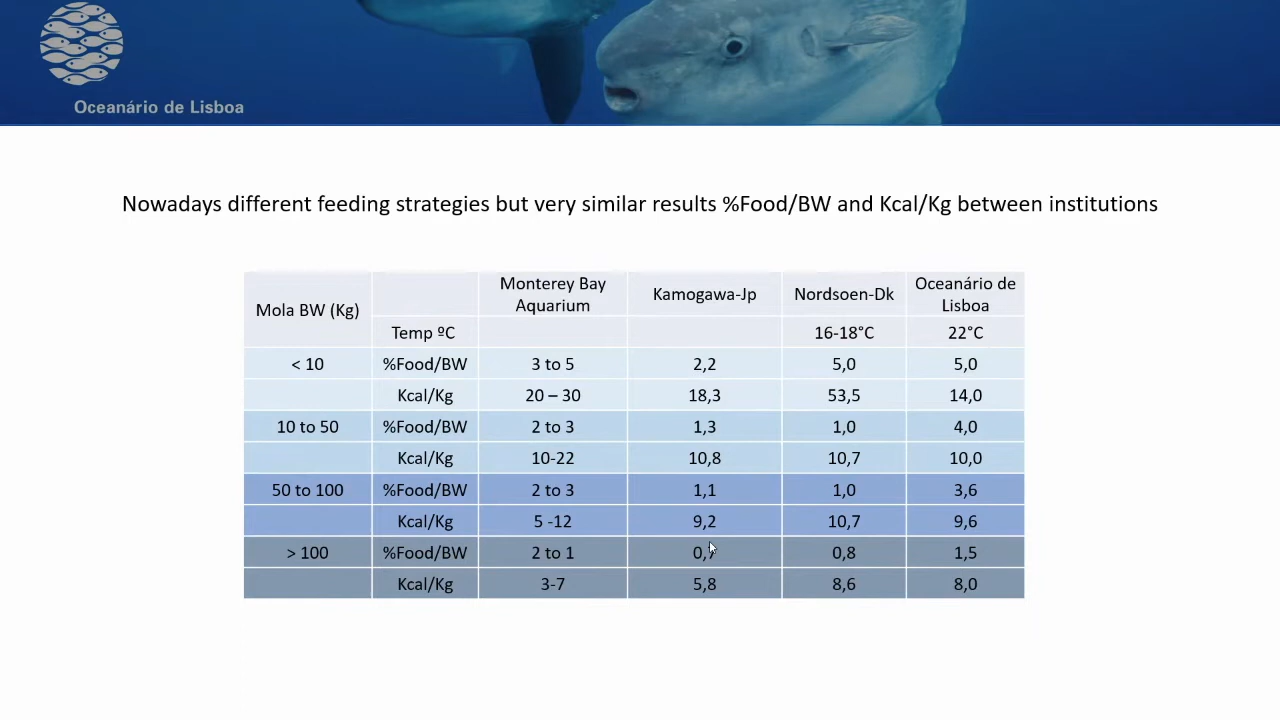 Oceanário de Lisboa
Nowadays different feeding strategies but very similar results %Food/BW and Kcal/Kg between institutions
Mola BW (Kg) Monterey Bay Aquarium Kamogawa-Jp Nordsoen-Dk Oceanário de Lisboa
Temp ºC 16-18°C 22°C
< 10 %Food/BW 3 to 5 2,2 5,0 5,0
Kcal/Kg 20 – 30 18,3 53,5 14,0
10 to 50 %Food/BW 2 to 3 1,3 1,0 4,0
Kcal/Kg 10-22 10,8 10,7 10,0
50 to 100 %Food/BW 2 to 3 1,1 1,0 3,6
Kcal/Kg 5 -12 9,2 10,7 9,6
> 100 %Food/BW 2 to 1 0,7 0,8 1,5
Kcal/Kg 3-7 5,8 8,6 8,0